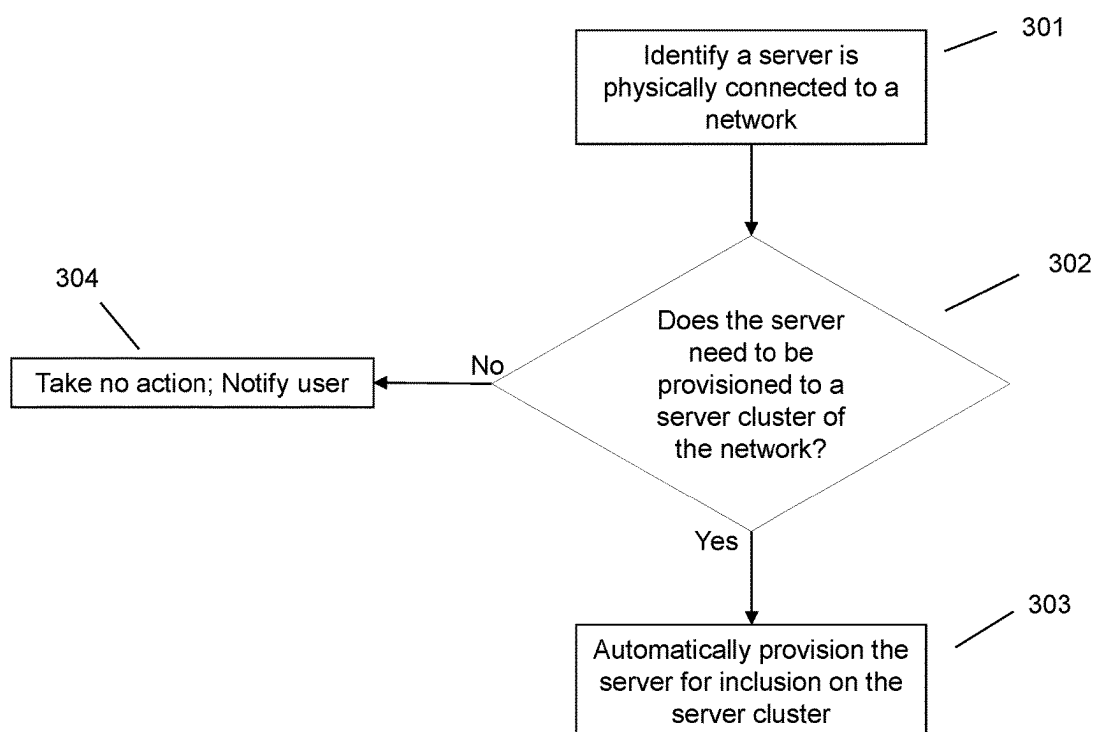 301
Identify a server is
physically connected to a
network
302
Does the server
need to be
provisioned to a
server cluster of
the network?
304
No
Take no action; Notify user
Yes
303
Automatically provision the
server for inclusion on the
server cluster